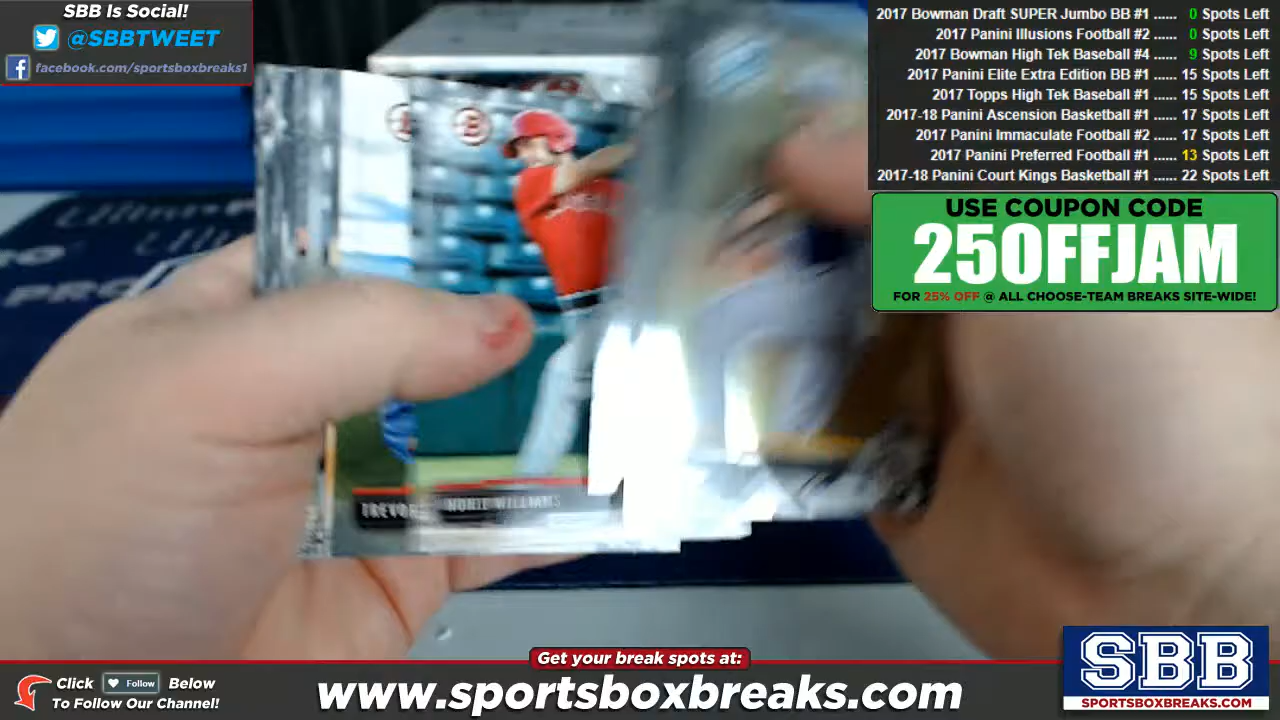 SBB Is Social!
@SBBTWEET
facebook.com/sportsboxbreaks1
2017 Bowman Draft SUPER Jumbo BB #1 ...... 0 Spots Left
2017 Panini Illusions Football #2 ...... 0 Spots Left
2017 Bowman High Tek Baseball #4 ...... 9 Spots Left
2017 Panini Elite Extra Edition BB #1 ...... 15 Spots Left
2017 Topps High Tek Baseball #1 ...... 15 Spots Left
2017-18 Panini Ascension Basketball #1 ...... 17 Spots Left
2017 Panini Immaculate Football #2 ...... 17 Spots Left
2017 Panini Preferred Football #1 ...... 13 Spots Left
2017-18 Panini Court Kings Basketball #1 ...... 22 Spots Left
USE COUPON CODE
25OFFJAM
FOR 25% OFF @ ALL CHOOSE-TEAM BREAKS SITE-WIDE!
B
TREVOR
WILLIAMS
Get your break spots at:
Click Follow Below
To Follow Our Channel!
www.sportsboxbreaks.com
SBB
SPORTSBOXBREAKS.COM